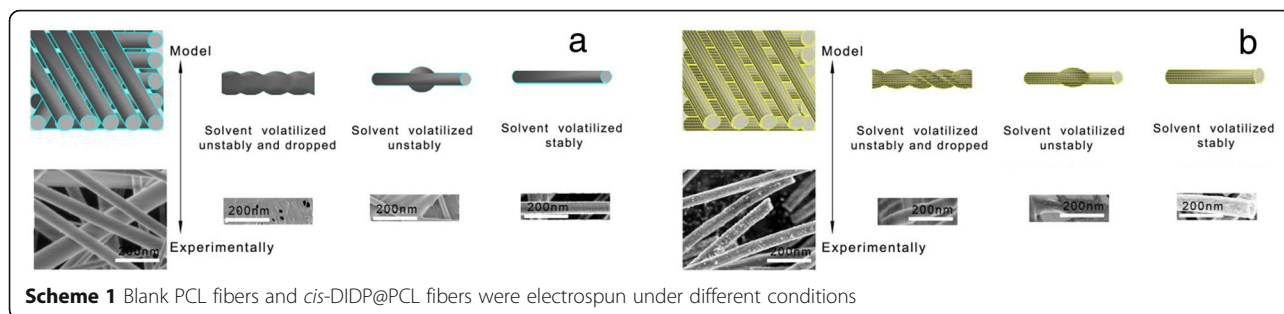 a
Model
Solvent volatilized
unstably and dropped
Solvent volatilized
unstably
Solvent volatilized
stably
200nm
200nm
200nm
200nm
Experimentally
b
Model
Solvent volatilized
unstably and dropped
Solvent volatilized
unstably
Solvent volatilized
stably
200nm
200nm
200nm
200nm
Experimentally
Scheme 1 Blank PCL fibers and cis-DIDP@PCL fibers were electrospun under different conditions